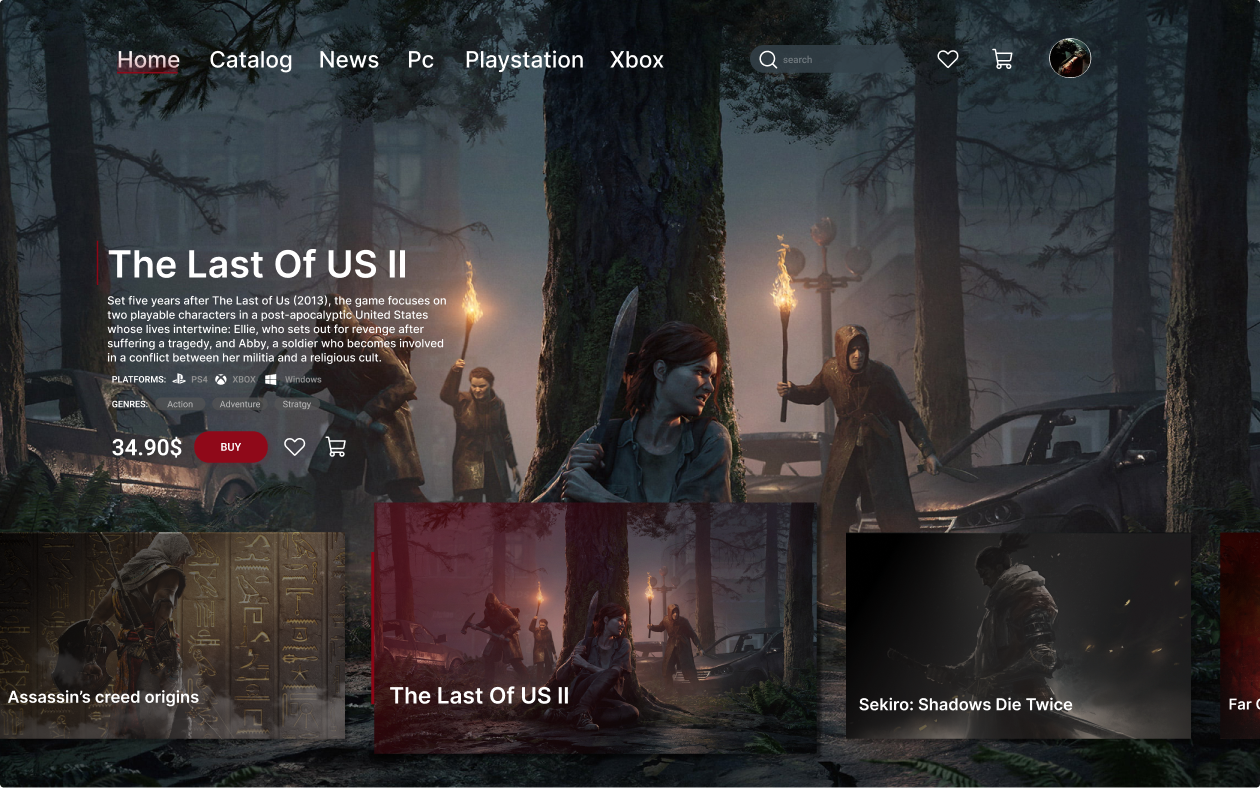 Home Catalog News Pc Playstation Xbox search
The Last Of US II
Set five years after The Last of Us (2013), the game focuses on
two playable characters in a post-apocalyptic United States
whose lives intertwine: Ellie, who sets out for revenge after
suffering a tragedy, and Abby, a soldier who becomes involved
in a conflict between her militia and a religious cult.
PLATFORMS: PS4 XBOX Windows
GENRES: Action Adventure Stratgy
34.90$ BUY
Assassin’s creed origins
The Last Of US II
Sekiro: Shadows Die Twice
Far